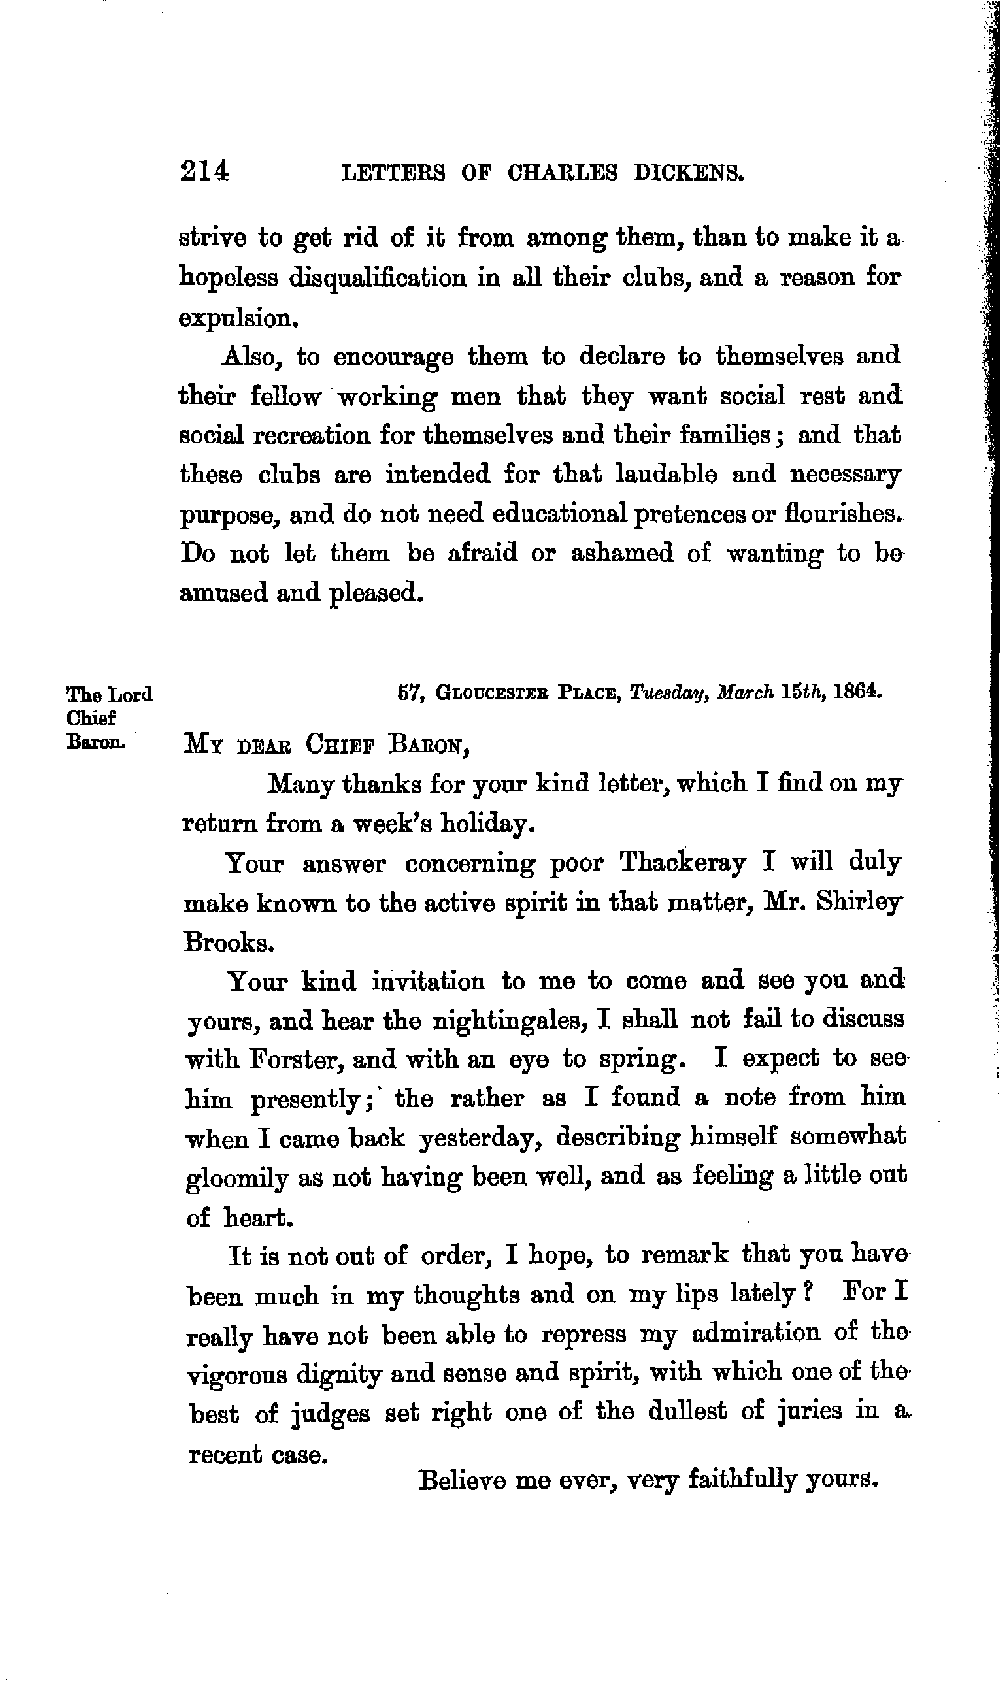 214 LETTERS OF CHARLES DICKENS.
strive to get rid of it from among them, than to make it a
hopeless disqualification in all their clubs, and a reason for
expulsion.
Also, to encourage them to declare to themselves and
their fellow working men that they want social rest and
social recreation for themselves and their families; and that
these clubs are intended for that laudable and necessary
purpose, and do not need educational pretences or flourishes.
Do not let them be afraid or ashamed of wanting to be
amused and pleased.
The Lord
Chief
Baron.
57, GLOUCESTER PLACE, Tuesday, March 15th, 1864.
MY DEAR CHIEF BARON,
Many thanks for your kind letter, which I find on my
return from a week's holiday.
Your answer concerning poor Thackeray I will duly
make known to the active spirit in that matter, Mr. Shirley
Brooks.
Your kind invitation to me to come and see you and
yours, and hear the nightingales, I shall not fail to discuss
with Forster, and with an eye to spring. I expect to see
him presently; the rather as I found a note from him
when I came back yesterday, describing himself somewhat
gloomily as not having been well, and as feeling a little out
of heart.
It is not out of order, I hope, to remark that you have
been much in my thoughts and on my lips lately? For I
really have not been able to repress my admiration of the
vigorous dignity and sense and spirit, with which one of the
best of judges set right one of the dullest of juries in a
recent case.
Believe me ever, very faithfully yours.